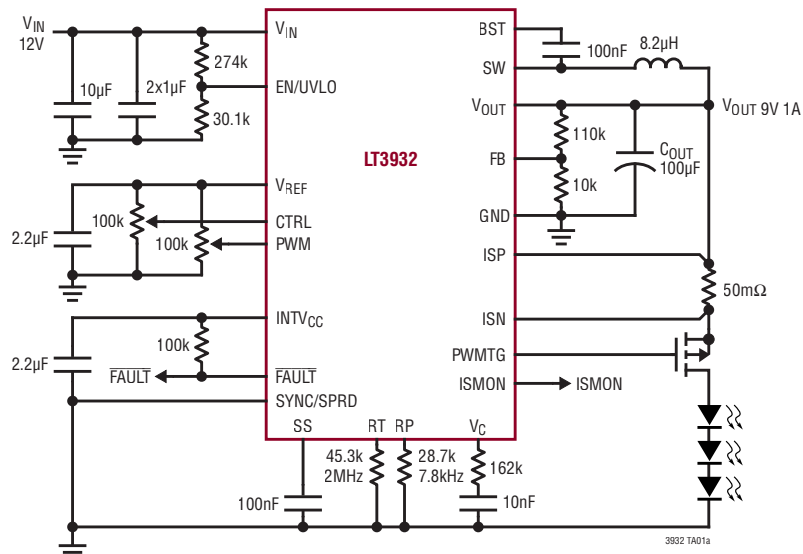 VIN
12V
10µF
2x1µF
274k
30.1k
VIN
EN/UVLO
BST
SW
100nF
8.2µH
VOUT
VOUT 9V 1A
110k
FB
10k
COUT
100µF
GND
LT3932
VREF
100k
CTRL
100k
PWM
2.2µF
ISP
50mΩ
ISN
INTVCC
100k
2.2µF
FAULT
FAULT
SYNC/SPRD
PWMTG
ISMON
ISMON
SS
RT
RP
VC
45.3k
2MHz
28.7k
7.8kHz
162k
100nF
10nF
3932 TA01a